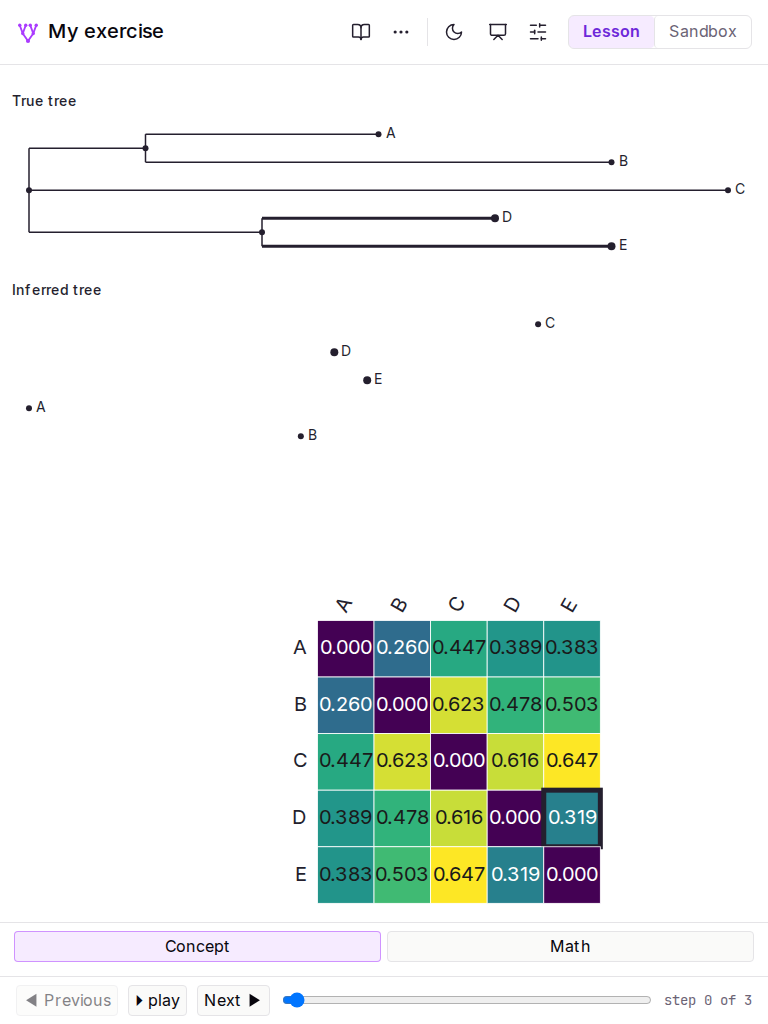 My exercise
Lesson
Sandbox
True tree
A
B
C
D
E
Inferred tree
C
D
E
A
B
A B C D E
A 0.000 0.260 0.447 0.389 0.383
B 0.260 0.000 0.623 0.478 0.503
C 0.447 0.623 0.000 0.616 0.647
D 0.389 0.478 0.616 0.000 0.319
E 0.383 0.503 0.647 0.319 0.000
Concept
Math
Previous
play
Next
step 0 of 3